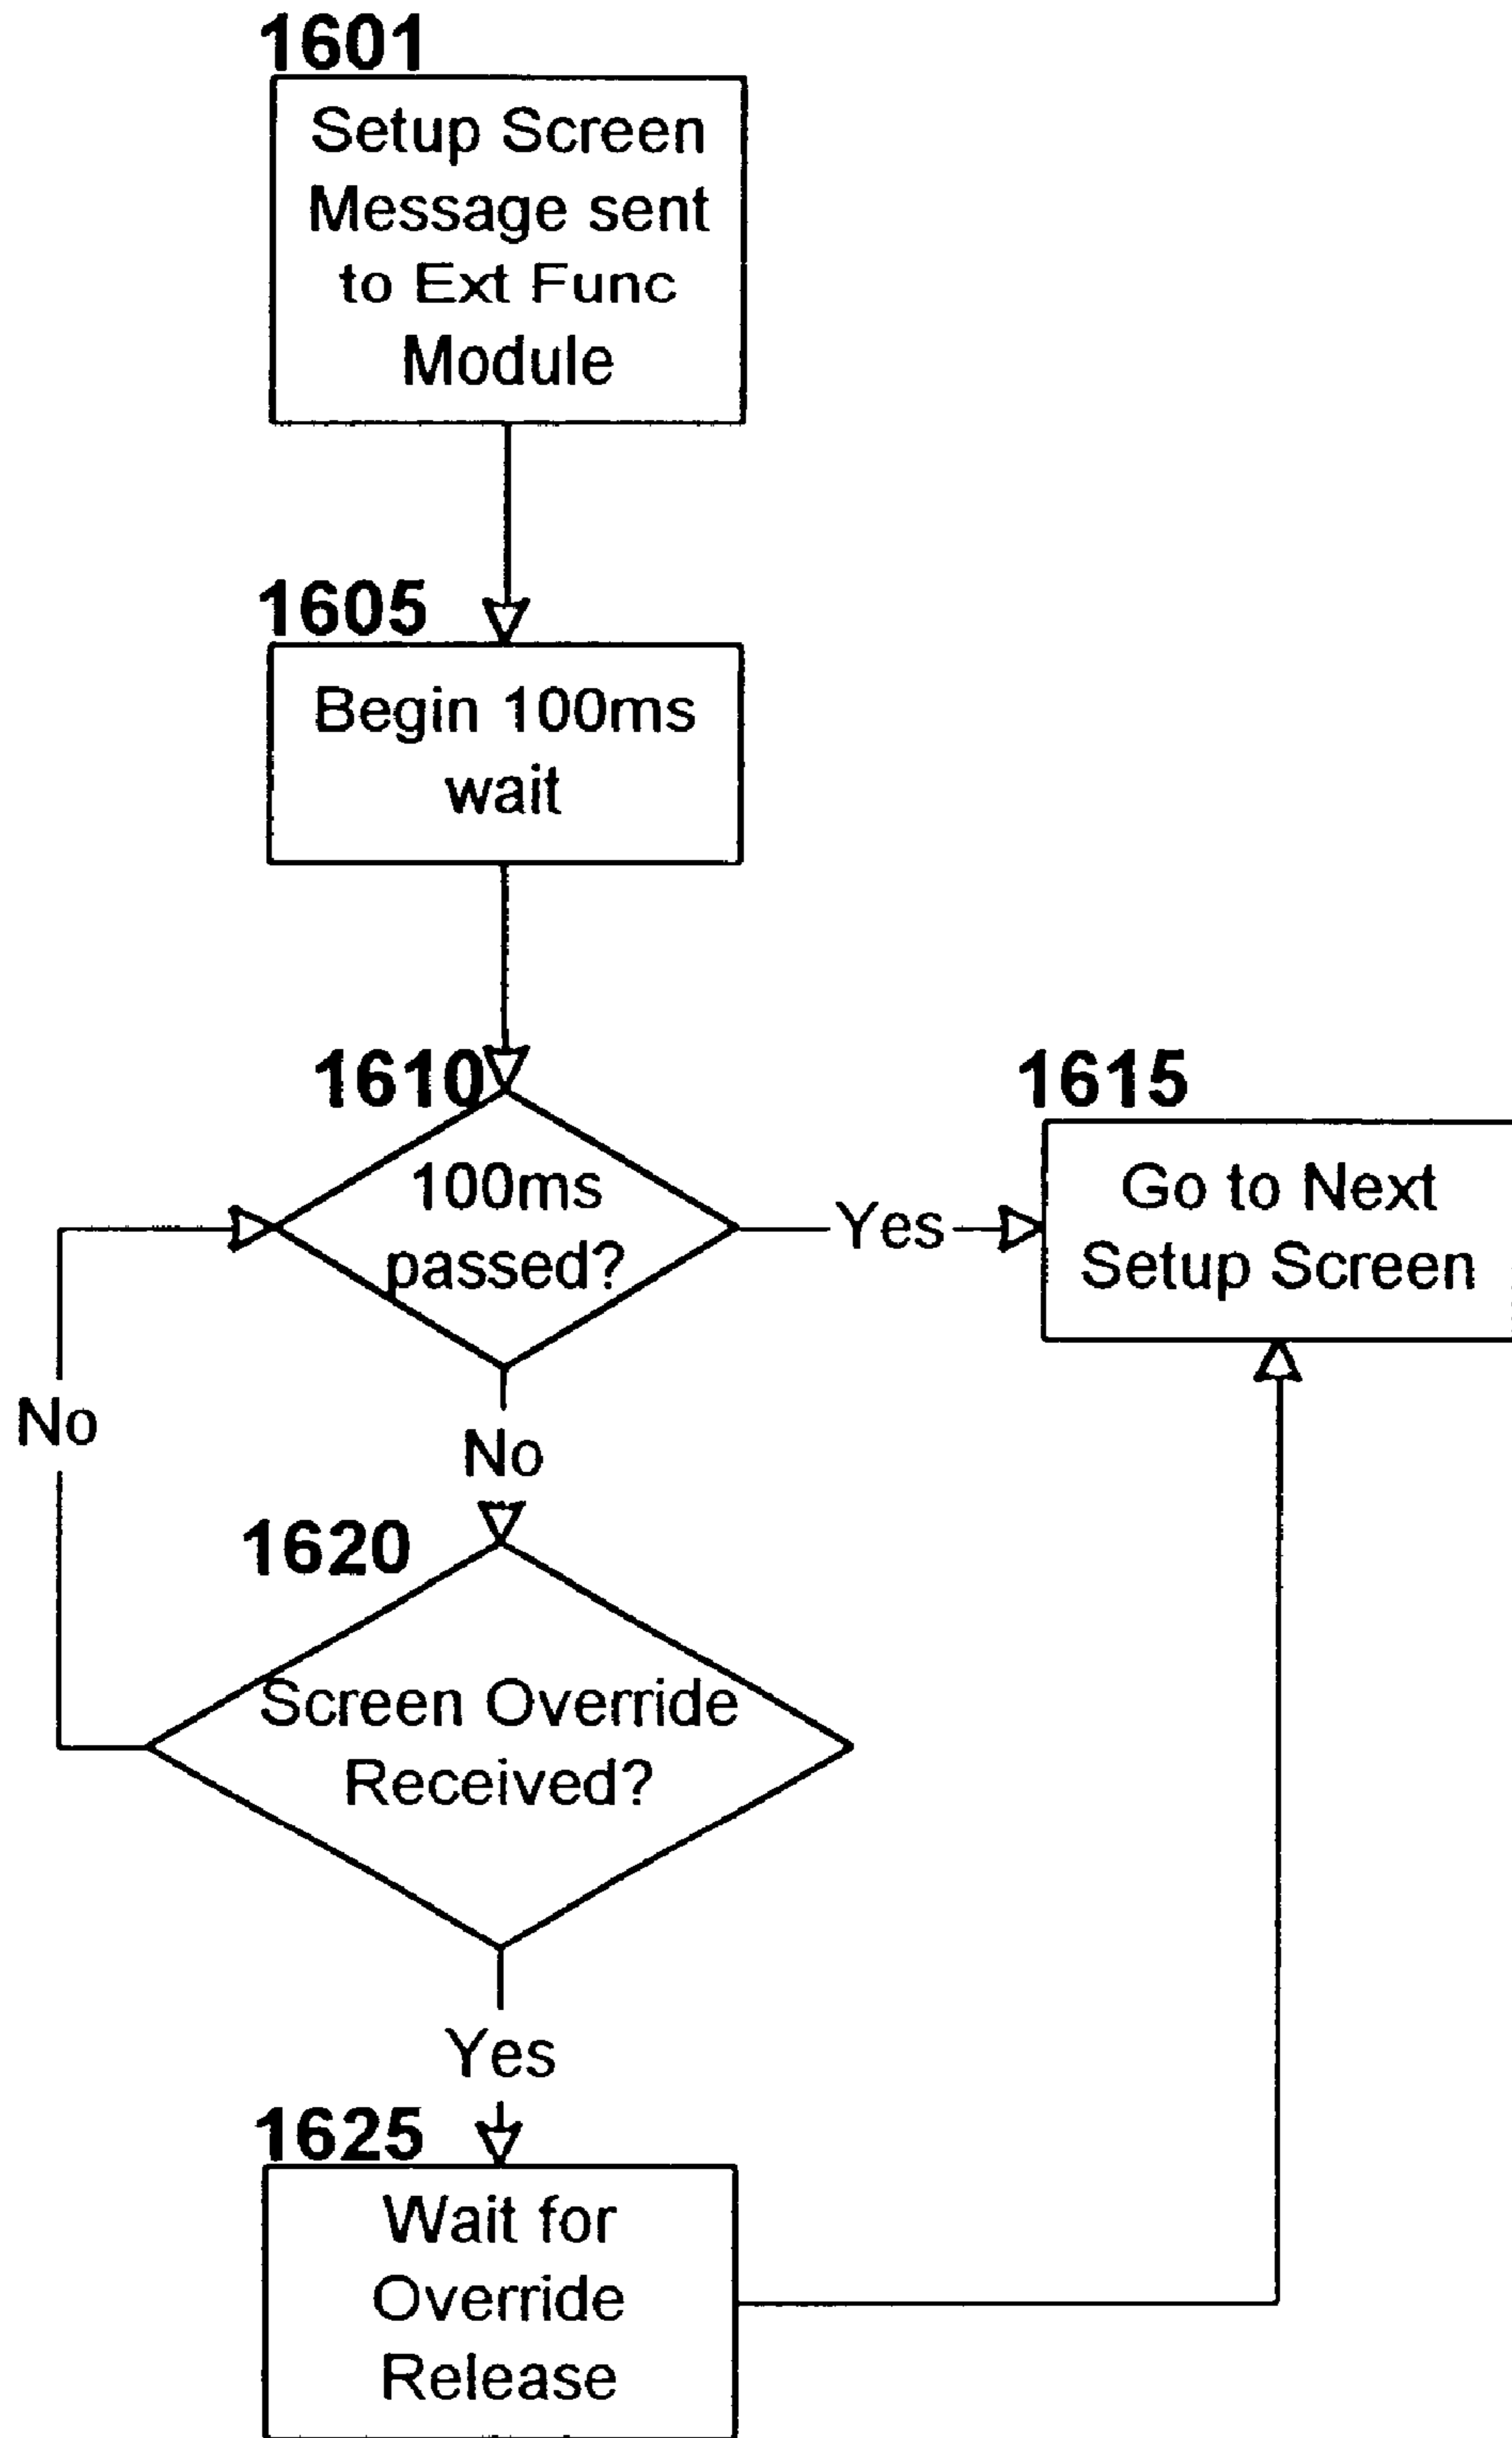 1601
Setup Screen
Message sent
to Ext Func
Module
1605
Begin 100ms
wait
1610
100ms
passed?
Yes
1615
Go to Next
Setup Screen
No
No
1620
Screen Override
Received?
Yes
1625
Wait for
Override
Release